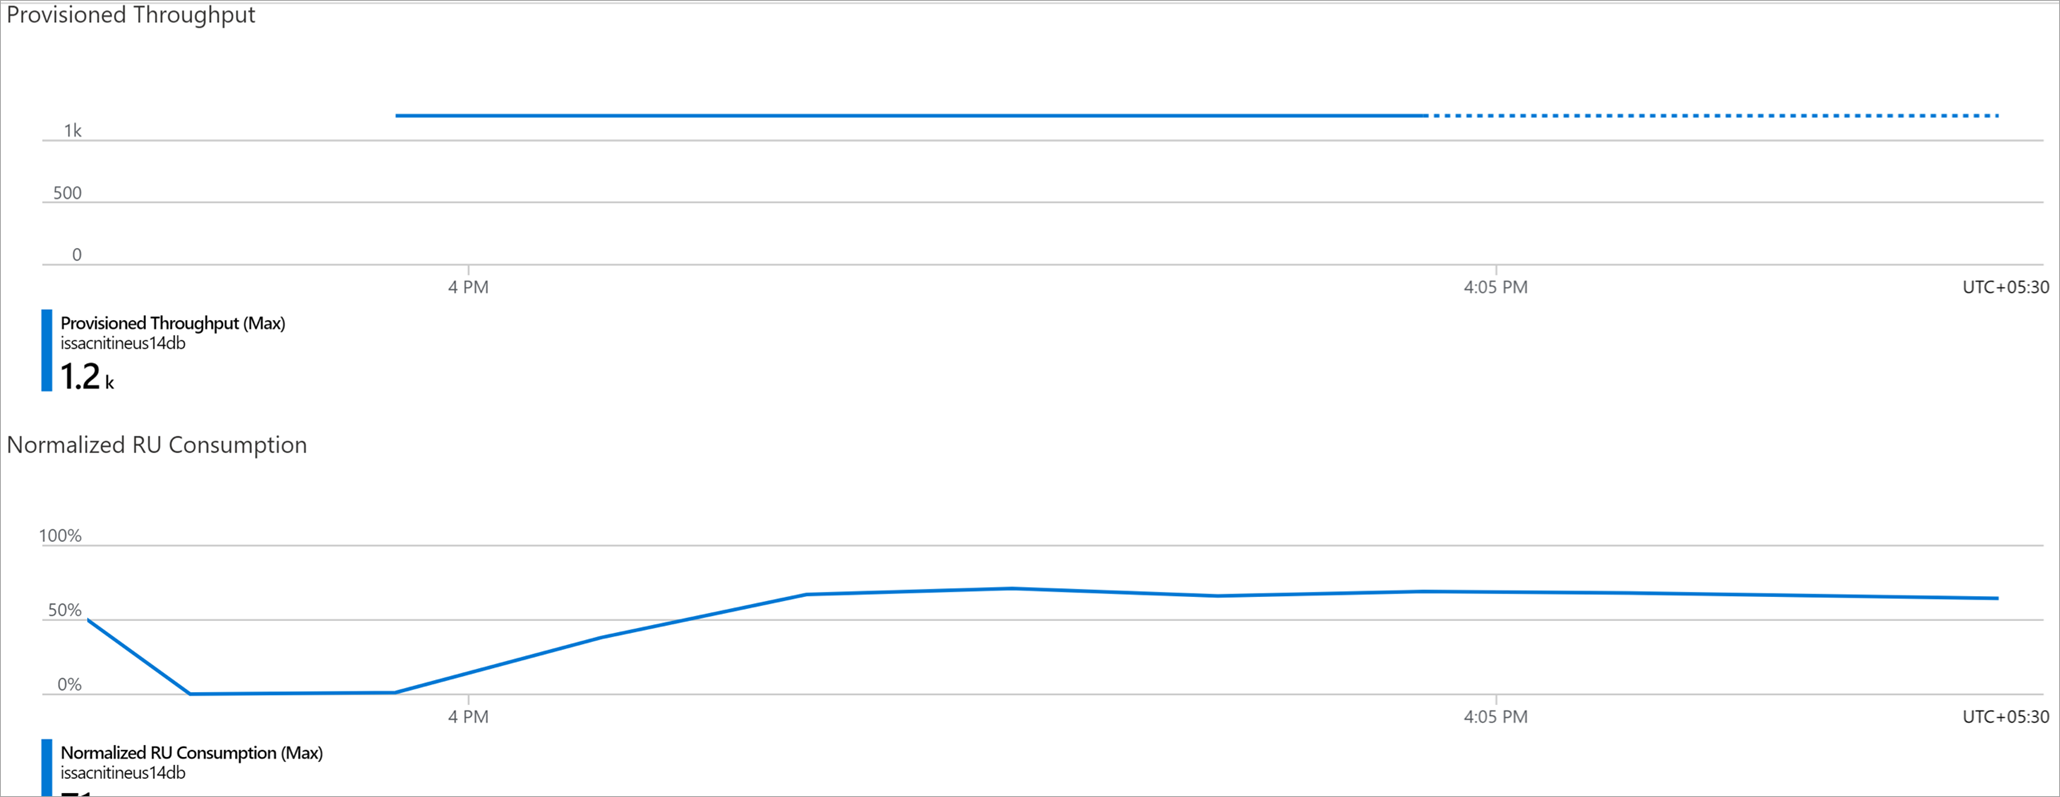 Provisioned Throughput
1k
500
0
4 PM 4:05 PM UTC+05:30
Provisioned Throughput (Max)
issacnitineus14db
1.2 k
Normalized RU Consumption
100%
50%
0%
4 PM 4:05 PM UTC+05:30
Normalized RU Consumption (Max)
issacnitineus14db